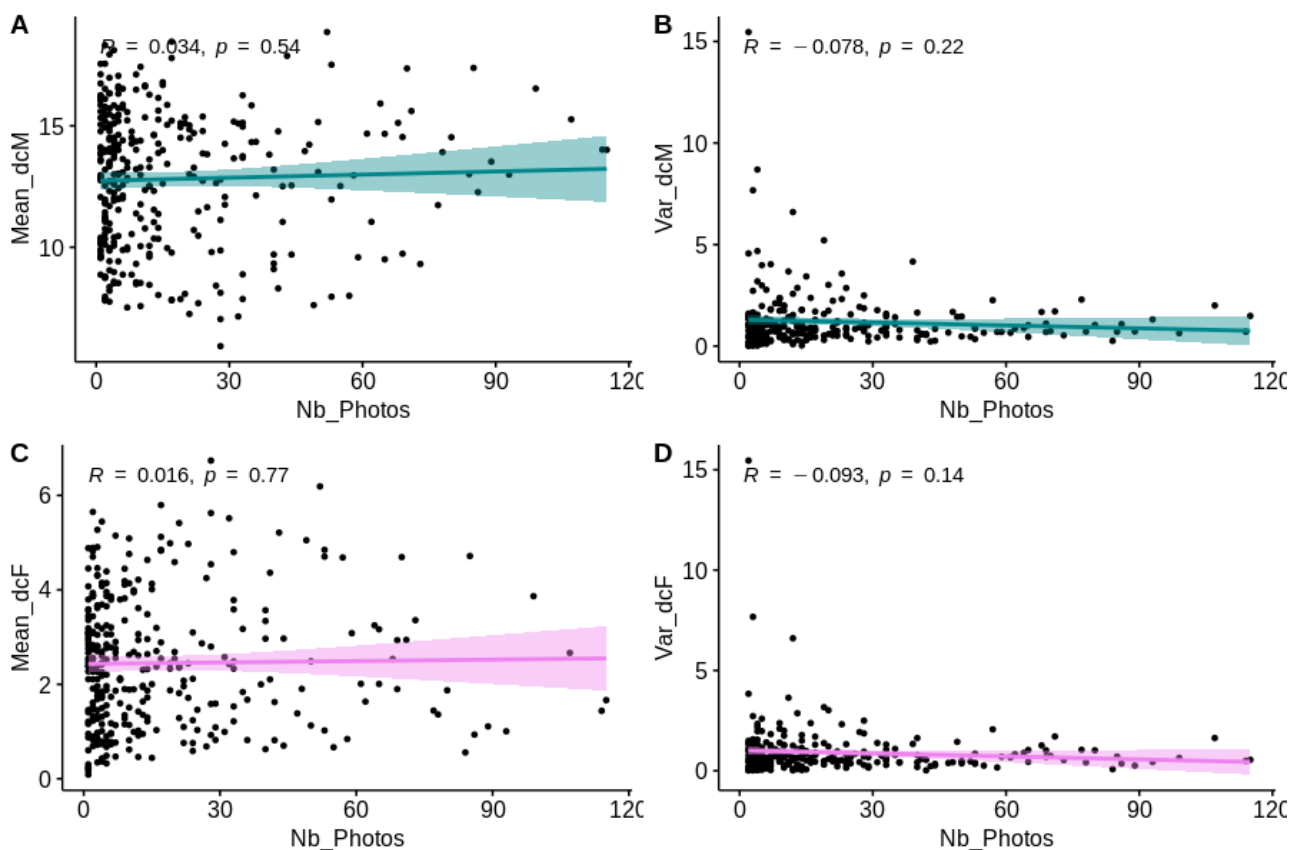 A
R = 0.034, p = 0.54
Mean_dcM
15
10
0 30 60 90 120
Nb_Photos
B
R = −0.078, p = 0.22
Var_dcM
15
10
5
0
0 30 60 90 120
Nb_Photos
C
R = 0.016, p = 0.77
Mean_dcF
6
4
2
0
0 30 60 90 120
Nb_Photos
D
R = −0.093, p = 0.14
Var_dcF
15
10
5
0
0 30 60 90 120
Nb_Photos